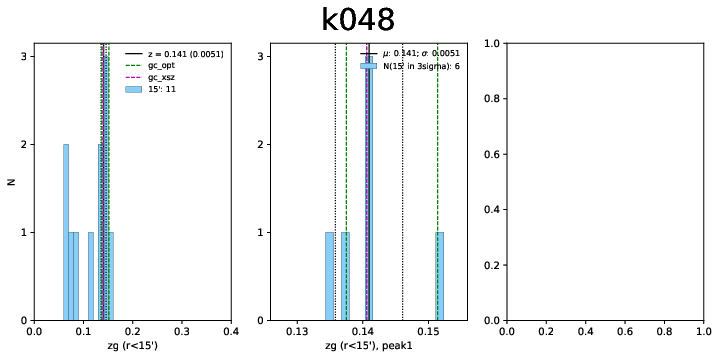 k048
z = 0.141 (0.0051)
gc_opt
gc_xsz
15': 11
N
3
2
1
0
0.0 0.1 0.2 0.3 0.4
zg (r<15')
μ: 0.141; σ: 0.0051
N(15' in 3sigma): 6
3
2
1
0
0.13 0.14 0.15
zg (r<15'), peak1
1.0
0.8
0.6
0.4
0.2
0.0
0.0 0.2 0.4 0.6 0.8 1.0